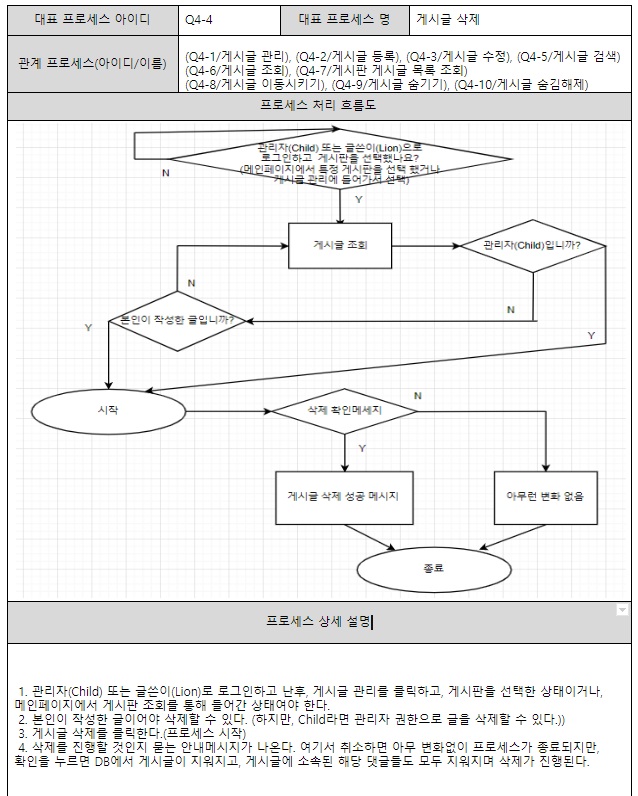 대표 프로세스 아이디 Q4-4 대표 프로세스 명 게시글 삭제
관계 프로세스(아이디/이름)
(Q4-1/게시글 관리), (Q4-2/게시글 등록), (Q4-3/게시글 수정), (Q4-5/게시글 검색)
(Q4-6/게시글 조회), (Q4-7/게시판 게시글 목록 조회)
(Q4-8/게시글 이동시키기), (Q4-9/게시글 숨기기), (Q4-10/게시글 숨김해제)
프로세스 처리 흐름도
관리자(Child) 또는 글쓴이(Lion)으로
로그인하고 게시판을 선택했나요?
(메인페이지에서 특정 게시판을 선택 했거나
게시글 관리에 들어가서 선택)
N
Y
게시글 조회
관리자(Child)입니까?
N
N
본인이 작성한 글입니까?
Y
Y
시작
삭제 확인메세지
N
Y
게시글 삭제 성공 메시지
아무런 변화 없음
종료
프로세스 상세 설명
1. 관리자(Child) 또는 글쓴이(Lion)로 로그인하고 난후, 게시글 관리를 클릭하고, 게시판을 선택한 상태이거나,
메인페이지에서 게시판 조회를 통해 들어간 상태여야 한다.
2. 본인이 작성한 글이어야 삭제할 수 있다. (하지만, Child라면 관리자 권한으로 글을 삭제할 수 있다.))
3. 게시글 삭제를 클릭한다.(프로세스 시작)
4. 삭제를 진행할 것인지 묻는 안내메시지가 나온다. 여기서 취소하면 아무 변화없이 프로세스가 종료되지만,
확인을 누르면 DB에서 게시글이 지워지고, 게시글에 소속된 해당 댓글들도 모두 지워지며 삭제가 진행된다.